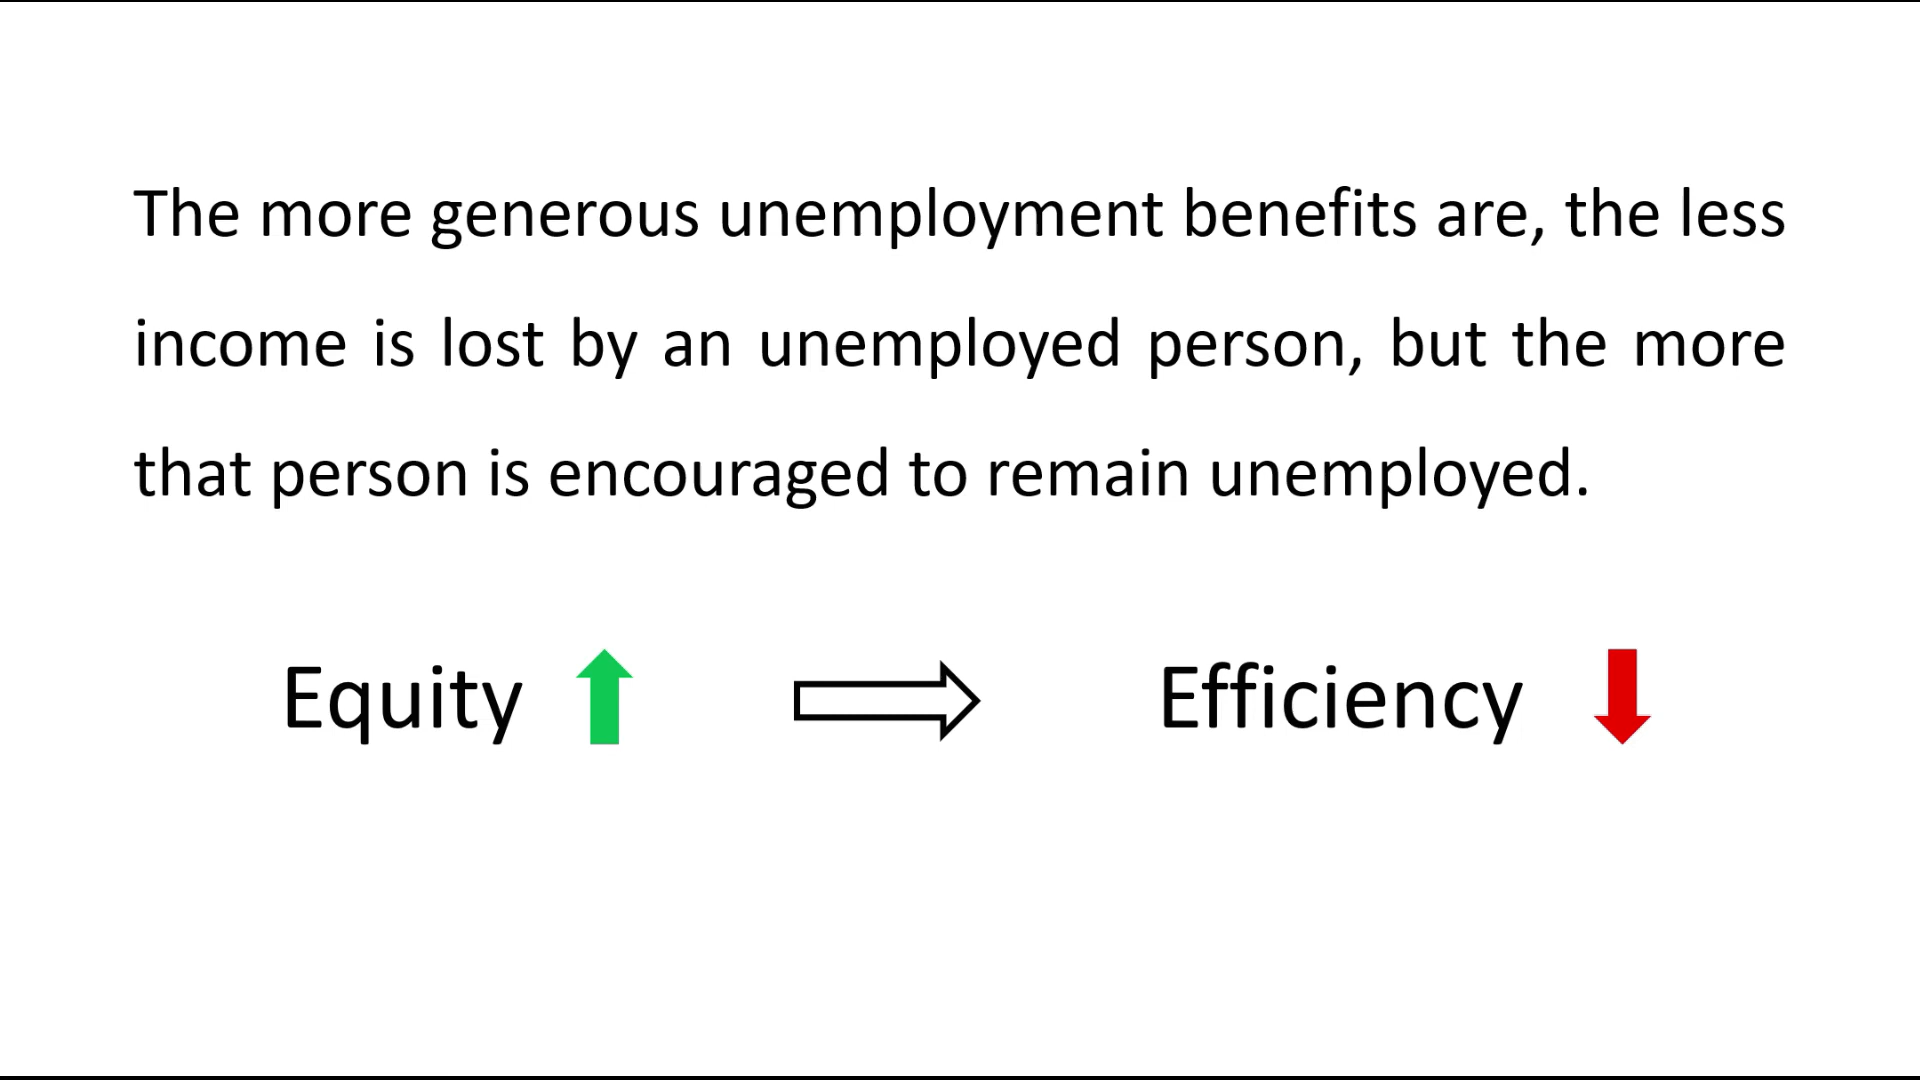 The more generous unemployment benefits are, the less
income is lost by an unemployed person, but the more
that person is encouraged to remain unemployed.
Equity Efficiency